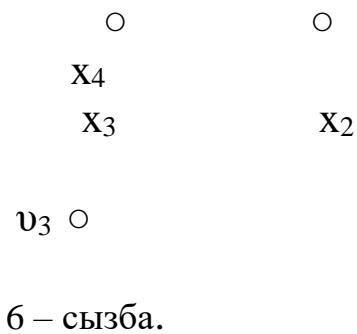 ○ ○
x₄
x₃ x₂
υ₃ ○
6 – сызба.